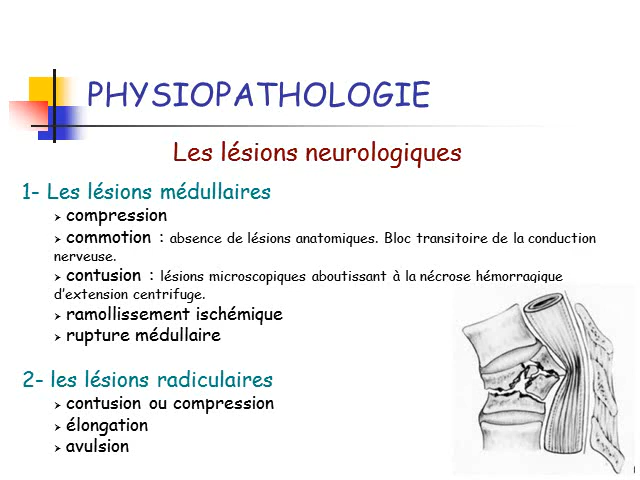 PHYSIOPATHOLOGIE
Les lésions neurologiques
1- Les lésions médullaires
➢ compression
➢ commotion : absence de lésions anatomiques. Bloc transitoire de la conduction
nerveuse.
➢ contusion : lésions microscopiques aboutissant à la nécrose hémorragique
d'extension centrifuge.
➢ ramollissement ischémique
➢ rupture médullaire
2- les lésions radiculaires
➢ contusion ou compression
➢ élongation
➢ avulsion